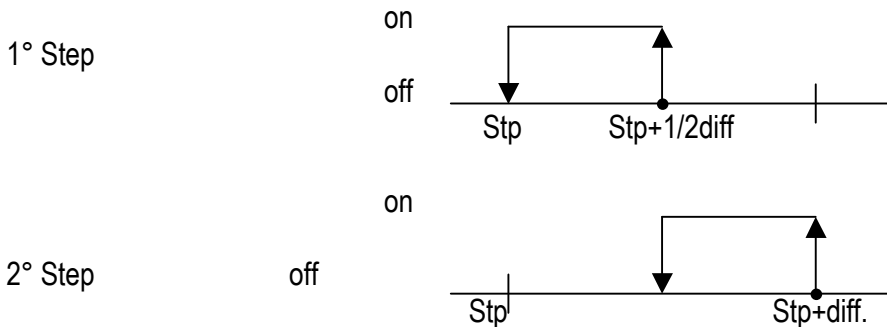 on
1° Step
off
Stp Stp+1/2diff
on
2° Step off
Stp Stp+diff.